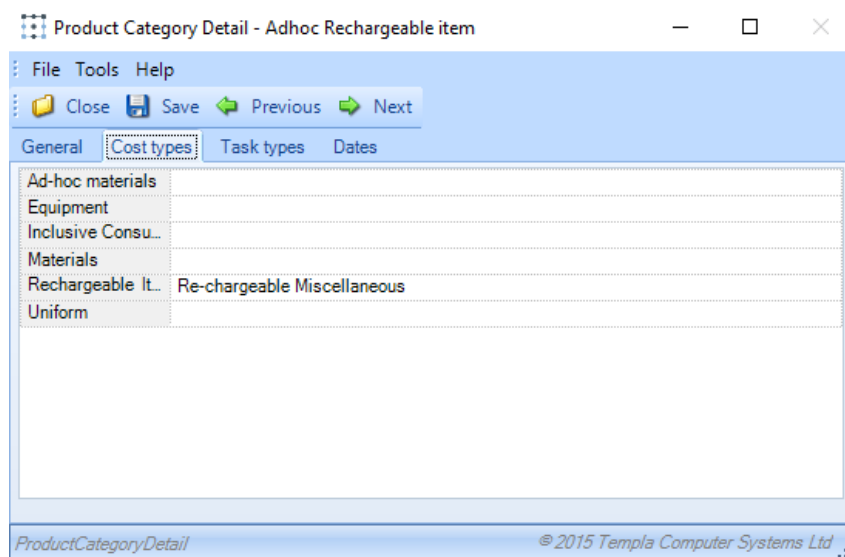 Product Category Detail - Adhoc Rechargeable item
File Tools Help
Close Save Previous Next
General Cost types Task types Dates
Ad-hoc materials
Equipment
Inclusive Consu...
Materials
Rechargeable It... Re-chargeable Miscellaneous
Uniform
ProductCategoryDetail © 2015 Templa Computer Systems Ltd